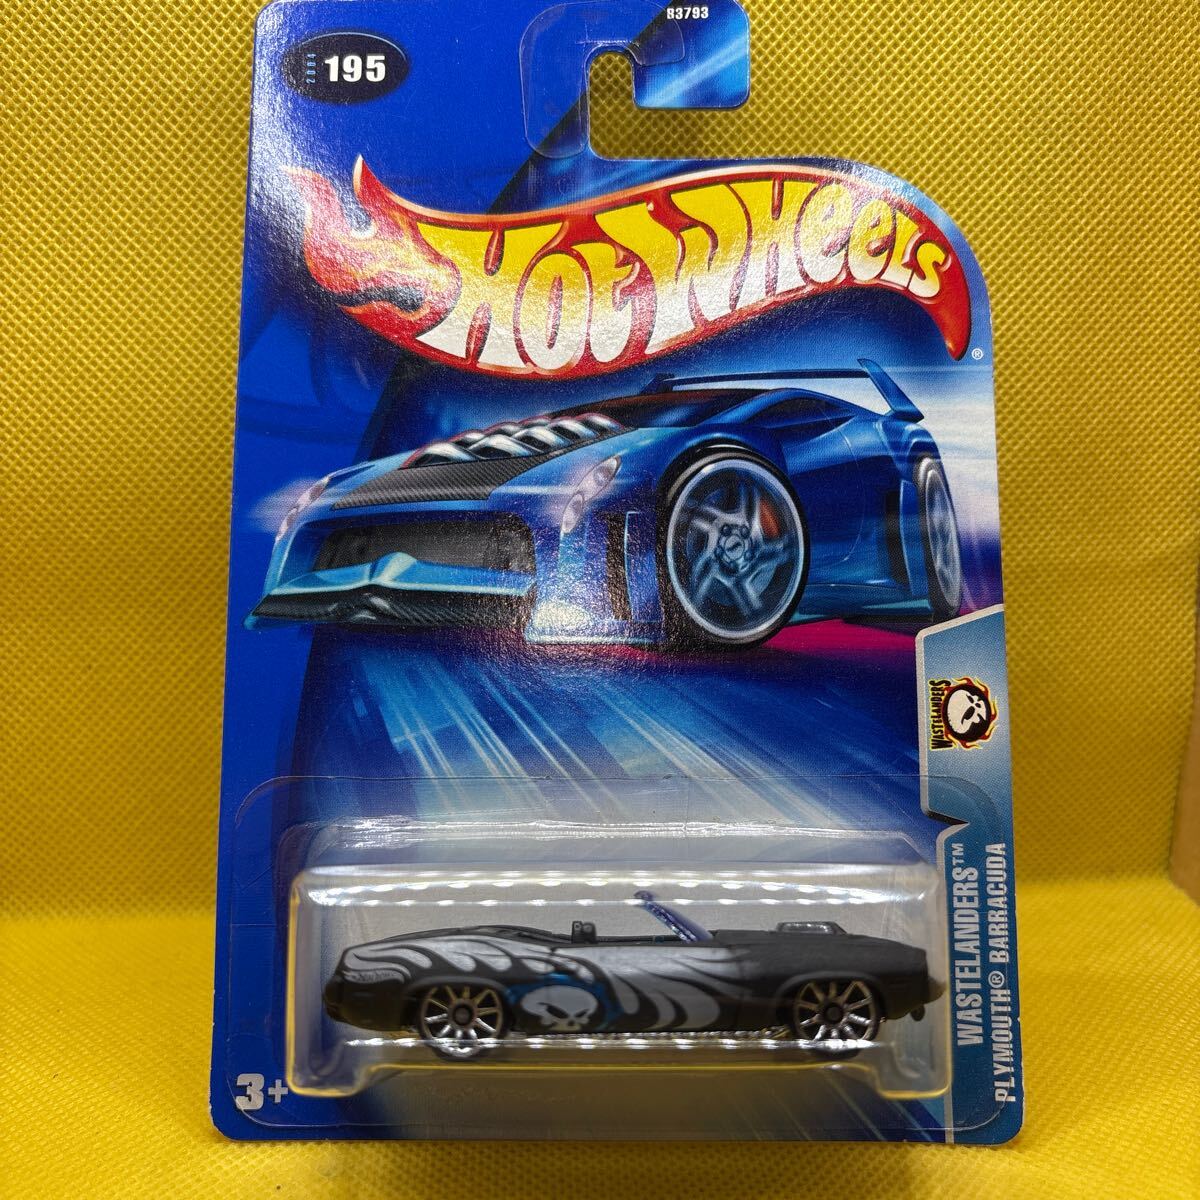 2004
195
B3793
HOT WHEELS
®
WASTELANDERS
WASTELANDERS™
PLYMOUTH® BARRACUDA
3+